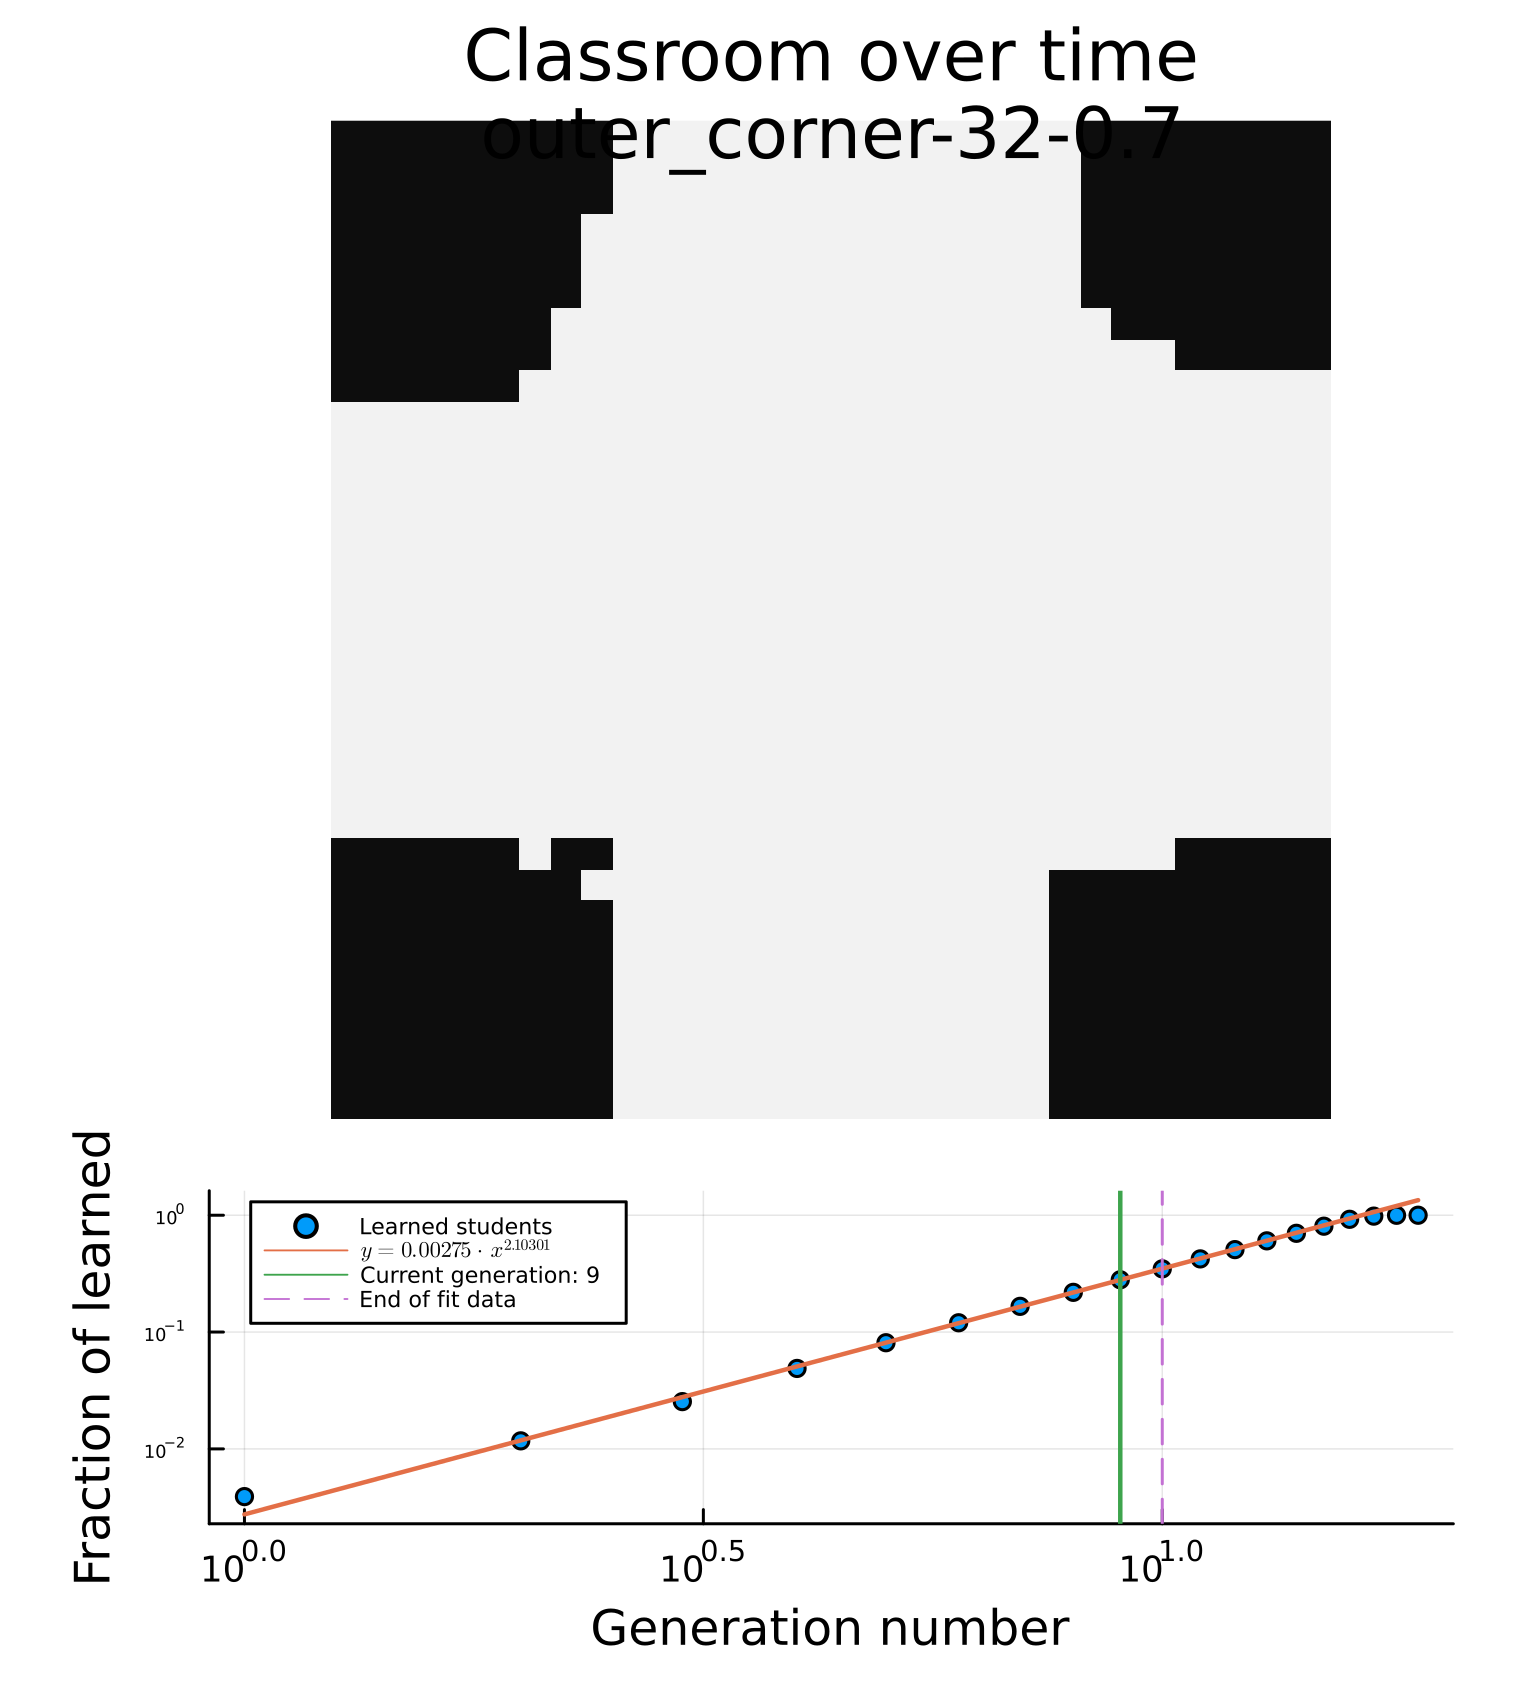 Classroom over time
outer_corner-32-0.7
Fraction of learned
10⁰
10⁻¹
10⁻²
Learned students
y = 0.00275 · x^2.10301
Current generation: 9
End of fit data
10^0.0
10^0.5
10^1.0
Generation number